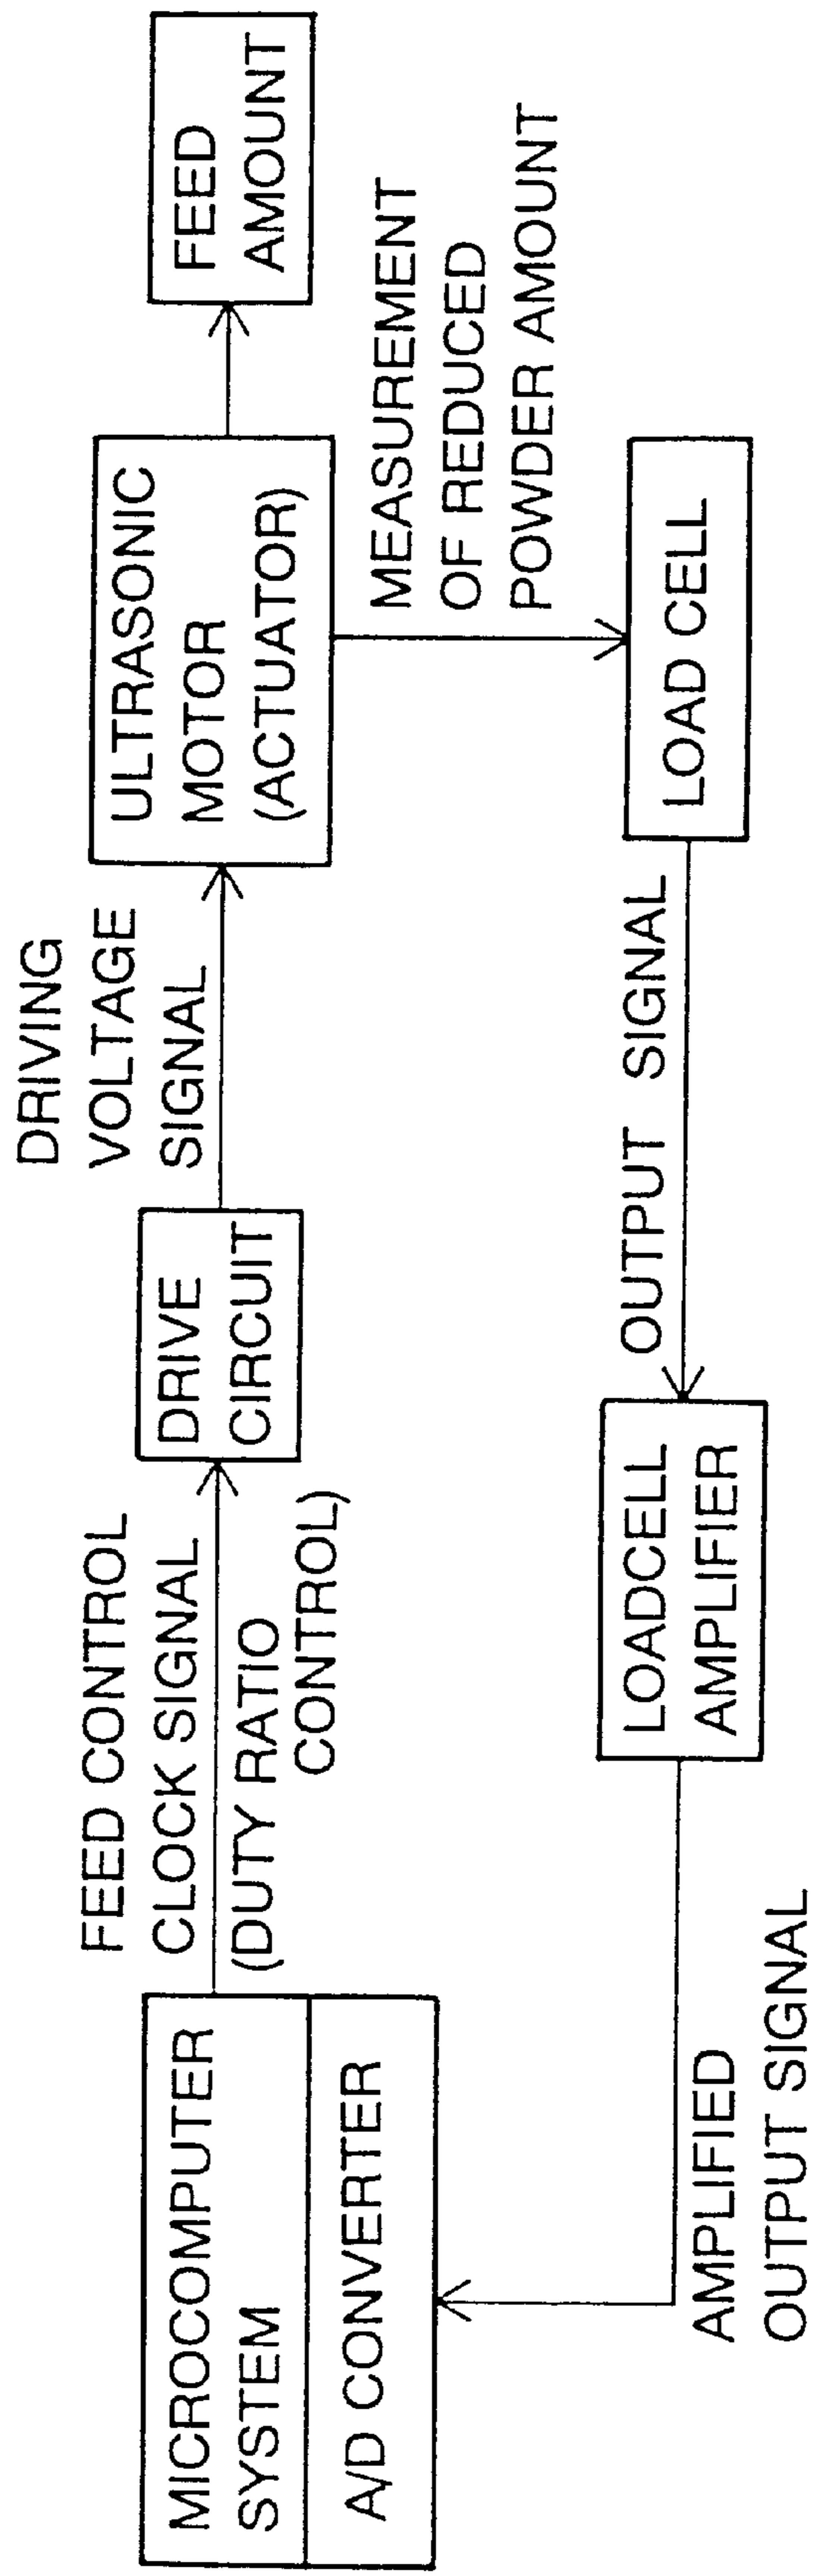 MICROCOMPUTER
SYSTEM
A/D CONVERTER
FEED CONTROL
CLOCK SIGNAL
(DUTY RATIO
CONTROL)
DRIVE
CIRCUIT
DRIVING
VOLTAGE
SIGNAL
ULTRASONIC
MOTOR
(ACTUATOR)
FEED
AMOUNT
MEASUREMENT
OF REDUCED
POWDER AMOUNT
LOAD CELL
OUTPUT SIGNAL
LOADCELL
AMPLIFIER
AMPLIFIED
OUTPUT SIGNAL